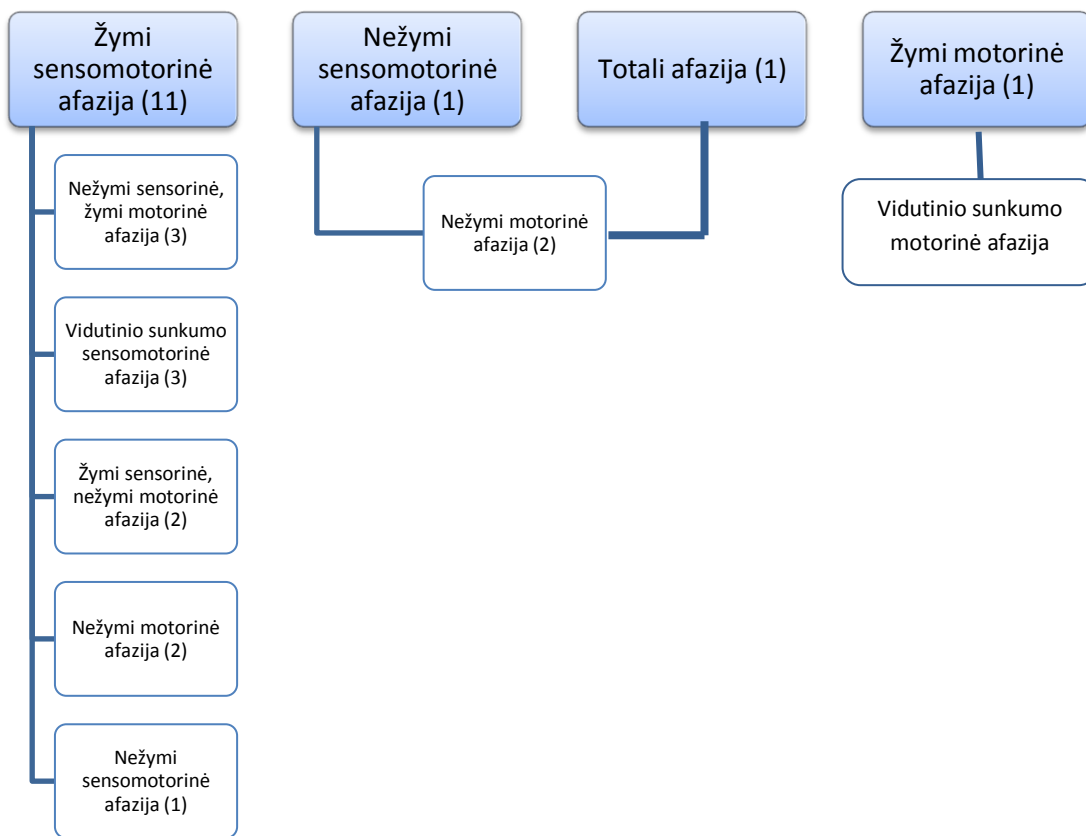 Žymi
sensomotorinė
afazija (11)
Nežymi sensorinė,
žymi motorinė
afazija (3)
Vidutinio sunkumo
sensomotorinė
afazija (3)
Žymi sensorinė,
nežymi motorinė
afazija (2)
Nežymi motorinė
afazija (2)
Nežymi
sensomotorinė
afazija (1)
Nežymi
sensomotorinė
afazija (1)
Totali afazija (1)
Nežymi motorinė
afazija (2)
Žymi motorinė
afazija (1)
Vidutinio sunkumo
motorinė afazija